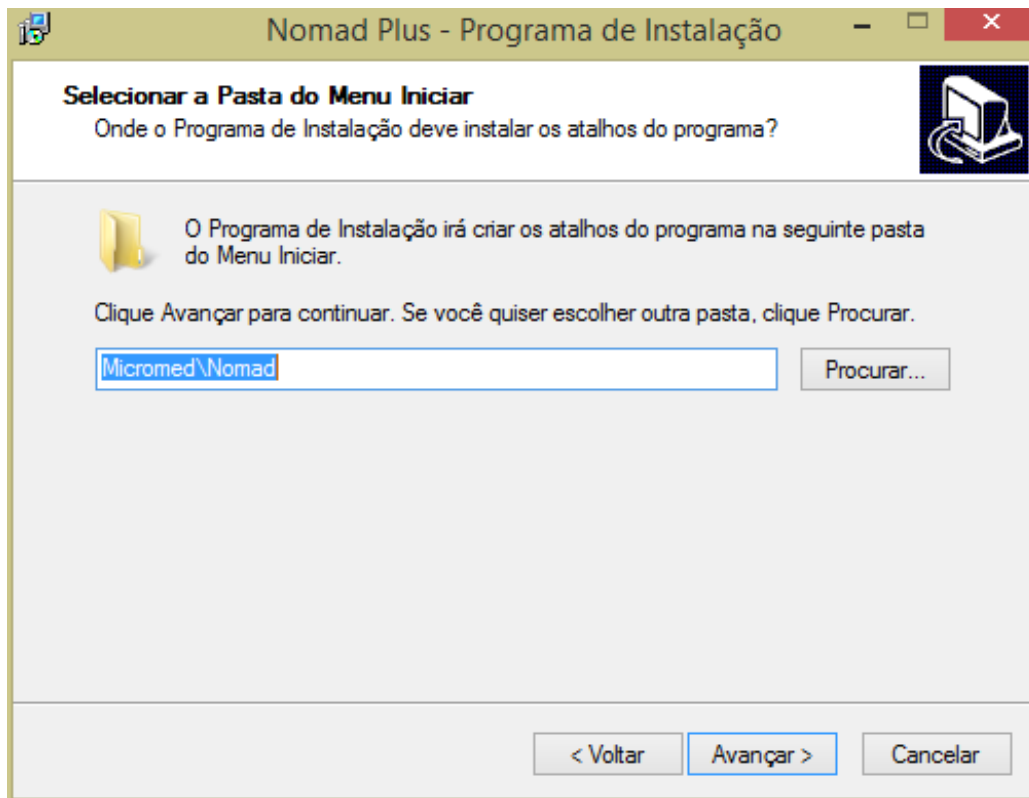 Nomad Plus - Programa de Instalação
Selecionar a Pasta do Menu Iniciar
Onde o Programa de Instalação deve instalar os atalhos do programa?
O Programa de Instalação irá criar os atalhos do programa na seguinte pasta
do Menu Iniciar.
Clique Avançar para continuar. Se você quiser escolher outra pasta, clique Procurar.
Micromed\Nomad
Procurar...
< Voltar
Avançar >
Cancelar